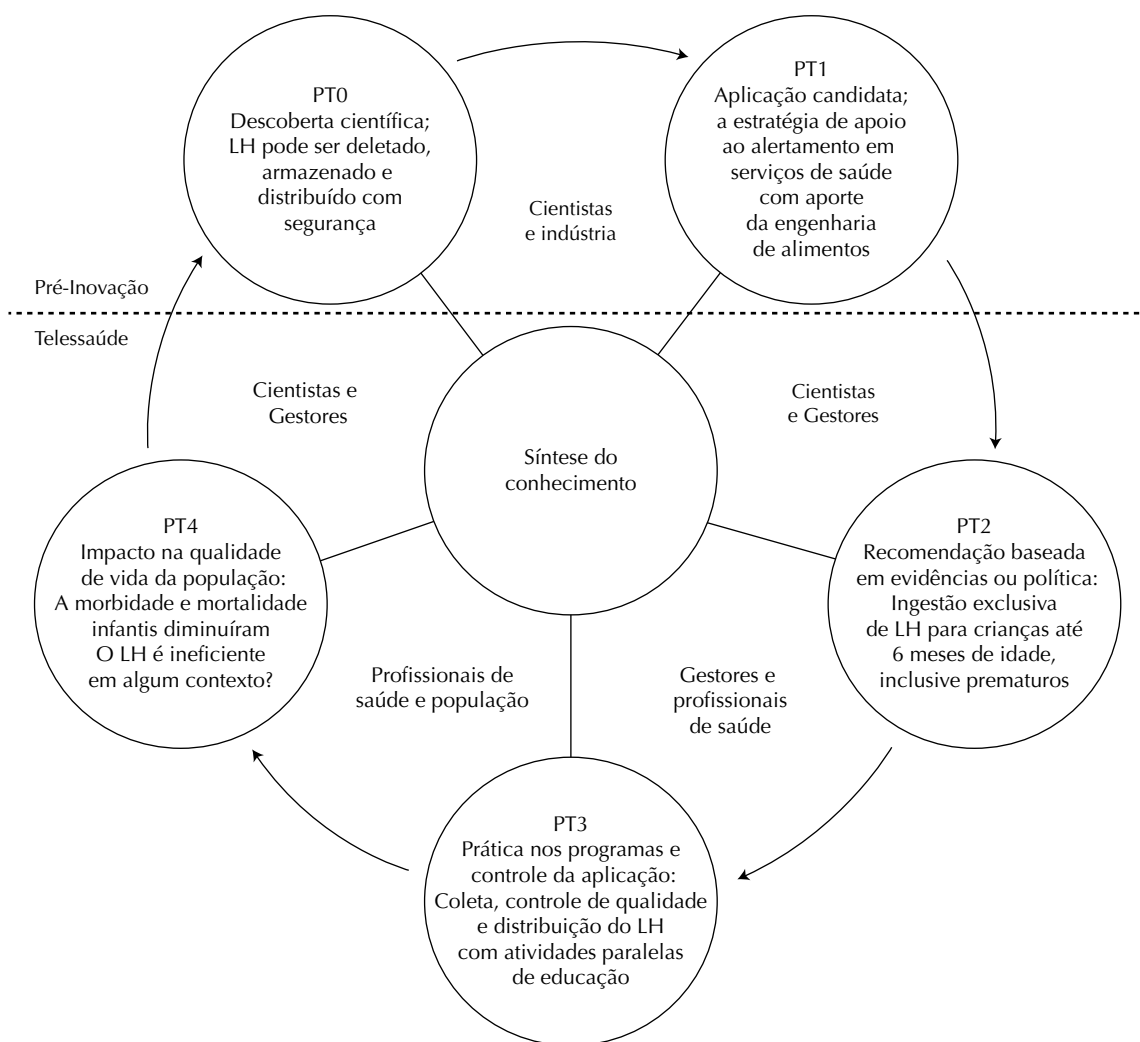 PT0
Descoberta científica;
LH pode ser deletado,
armazenado e
distribuído com
segurança
PT1
Aplicação candidata;
a estratégia de apoio
ao alertamento em
serviços de saúde
com aporte
da engenharia
de alimentos
Cientistas
e indústria
Pré-Inovação
Telessaúde
Cientistas e
Gestores
Cientistas
e Gestores
Síntese do
conhecimento
PT4
Impacto na qualidade
de vida da população:
A morbidade e mortalidade
infantis diminuíram
O LH é ineficiente
em algum contexto?
PT2
Recomendação baseada
em evidências ou política:
Ingestão exclusiva
de LH para crianças até
6 meses de idade,
inclusive prematuros
Profissionais de
saúde e população
Gestores e
profissionais
de saúde
PT3
Prática nos programas e
controle da aplicação:
Coleta, controle de qualidade
e distribuição do LH
com atividades paralelas
de educação